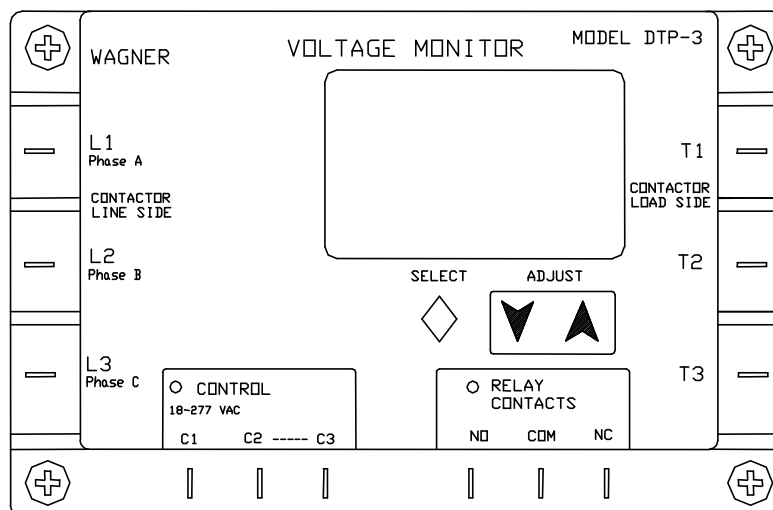 WAGNER
VOLTAGE MONITOR
MODEL DTP-3
L1
Phase A
T1
CONTACTOR
LINE SIDE
CONTACTOR
LOAD SIDE
L2
Phase B
T2
SELECT
ADJUST
L3
Phase C
T3
CONTROL
18-277 VAC
C1 C2 ----- C3
RELAY
CONTACTS
NO COM NC